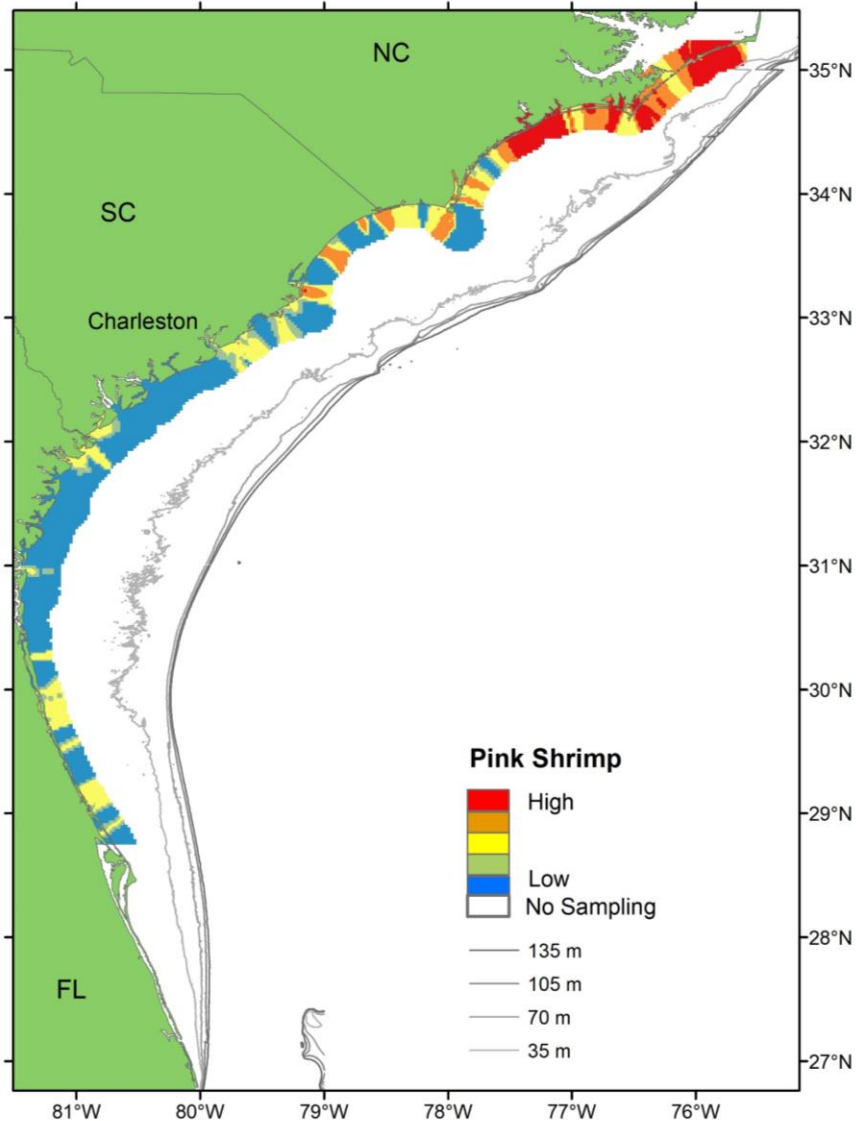 NC
35°N
34°N
SC
Charleston
33°N
32°N
31°N
30°N
Pink Shrimp
High
Low
No Sampling
135 m
105 m
70 m
35 m
29°N
28°N
FL
27°N
81°W 80°W 79°W 78°W 77°W 76°W